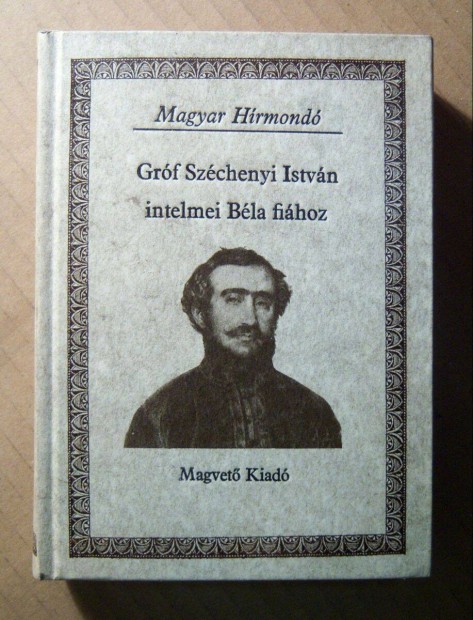 Magyar Hírmondó
Gróf Széchenyi István
intelmei Béla fiához
Magvető Kiadó